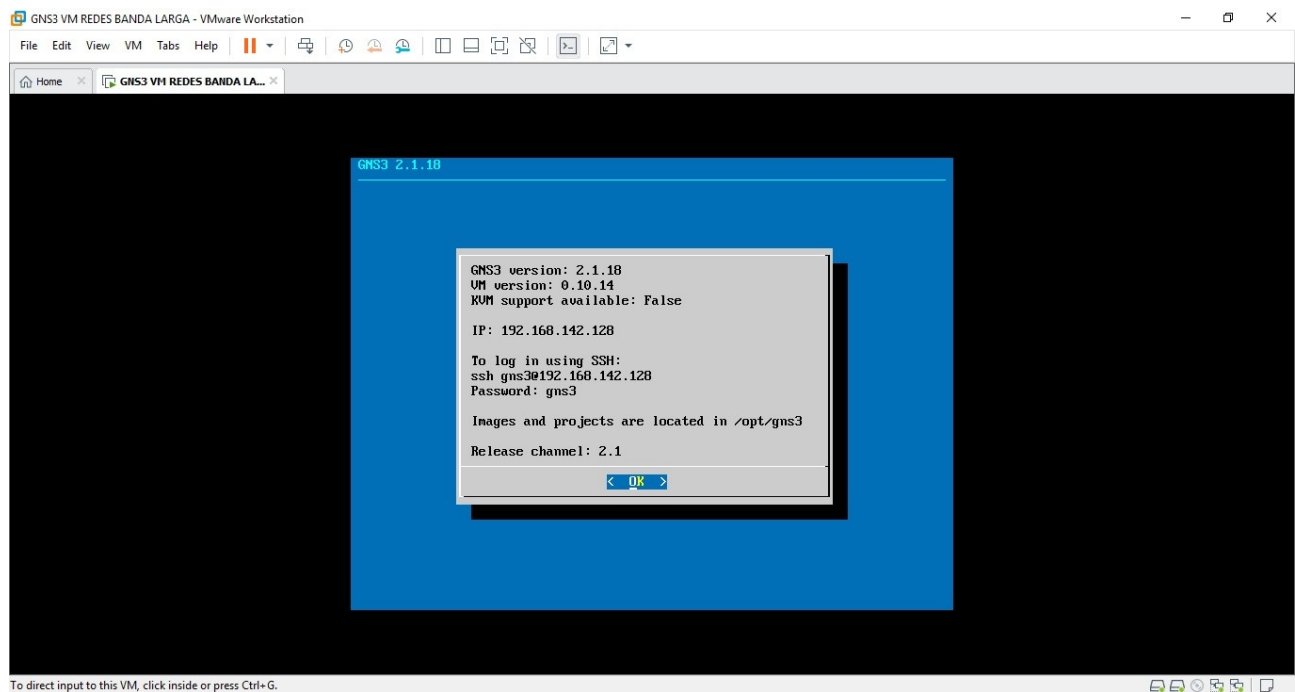 GNS3 VM REDES BANDA LARGA - VMware Workstation
File Edit View VM Tabs Help
Home GNS3 VM REDES BANDA LA...
GNS3 2.1.18
GNS3 version: 2.1.18
VM version: 0.10.14
KVM support available: False
IP: 192.168.142.128
To log in using SSH:
ssh gns3@192.168.142.128
Password: gns3
Images and projects are located in /opt/gns3
Release channel: 2.1
< OK >
To direct input to this VM, click inside or press Ctrl+G.